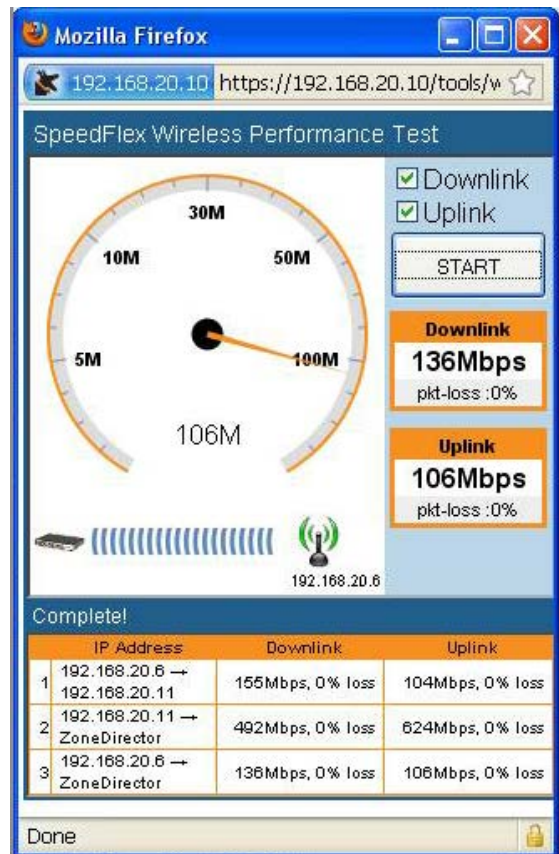 Mozilla Firefox
192.168.20.10 https://192.168.20.10/tools/w
SpeedFlex Wireless Performance Test
30M
10M
50M
5M
100M
106M
192.168.20.6
Downlink
Uplink
START
Downlink
136Mbps
pkt-loss :0%
Uplink
106Mbps
pkt-loss :0%
Complete!
IP Address Downlink Uplink
1 192.168.20.6 → 155Mbps, 0% loss 104Mbps, 0% loss
192.168.20.11
2 192.168.20.11 → 492Mbps, 0% loss 624Mbps, 0% loss
ZoneDirector
3 192.168.20.6 → 136Mbps, 0% loss 106Mbps, 0% loss
ZoneDirector
Done